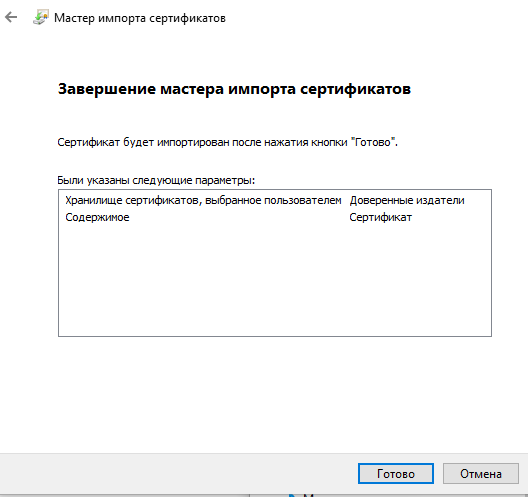 Мастер импорта сертификатов
Завершение мастера импорта сертификатов
Сертификат будет импортирован после нажатия кнопки "Готово".
Были указаны следующие параметры:
Хранилище сертификатов, выбранное пользователем Доверенные издатели
Содержимое Сертификат
Готово Отмена